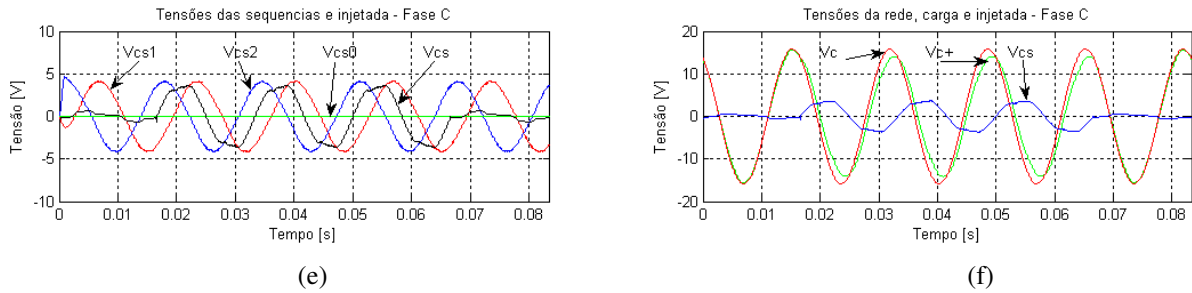 Tensões das sequencias e injetada - Fase C
10
5
0
-5
-10
Tensão [V]
Vcs1
Vcs2
Vcs0
Vcs
0 0.01 0.02 0.03 0.04 0.05 0.06 0.07 0.08
Tempo [s]
(e)
Tensões da rede, carga e injetada - Fase C
20
10
0
-10
-20
Tensão [V]
Vc
Vc+
Vcs
0 0.01 0.02 0.03 0.04 0.05 0.06 0.07 0.08
Tempo [s]
(f)